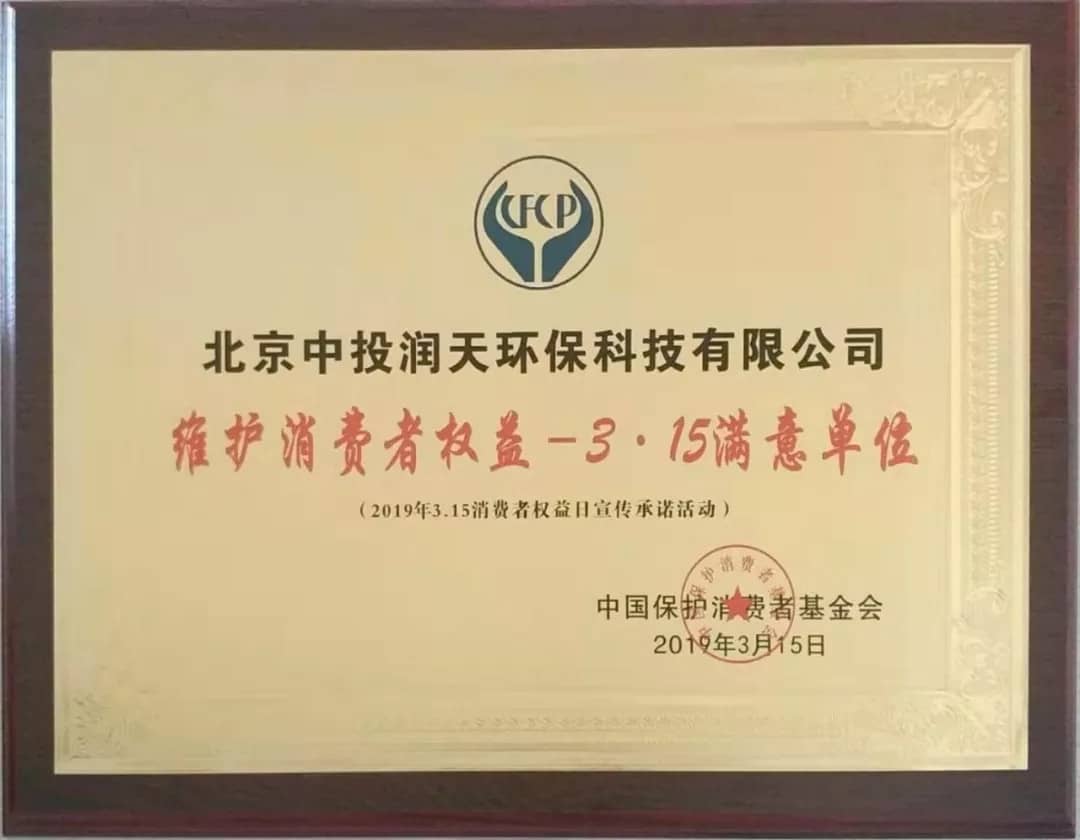 CFCP
北京中投润天环保科技有限公司
维护消费者权益-3·15满意单位
(2019年3.15消费者权益日宣传承诺活动)
中国保护消费者基金会
2019年3月15日